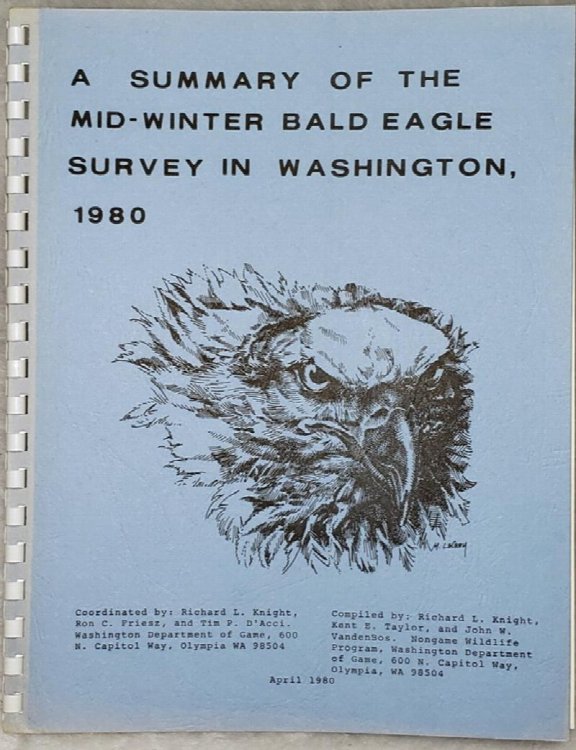 A SUMMARY OF THE
MID-WINTER BALD EAGLE
SURVEY IN WASHINGTON,
1980
Coordinated by: Richard L. Knight,
Ron C. Friesz, and Tim P. D'Acci.
Washington Department of Game, 600
N. Capitol Way, Olympia WA 98504
Compiled by: Richard L. Knight,
Kent E. Taylor, and John W.
VandenBos. Nongame Wildlife
Program, Washington Department
of Game, 600 N. Capitol Way,
Olympia, WA 98504
April 1980